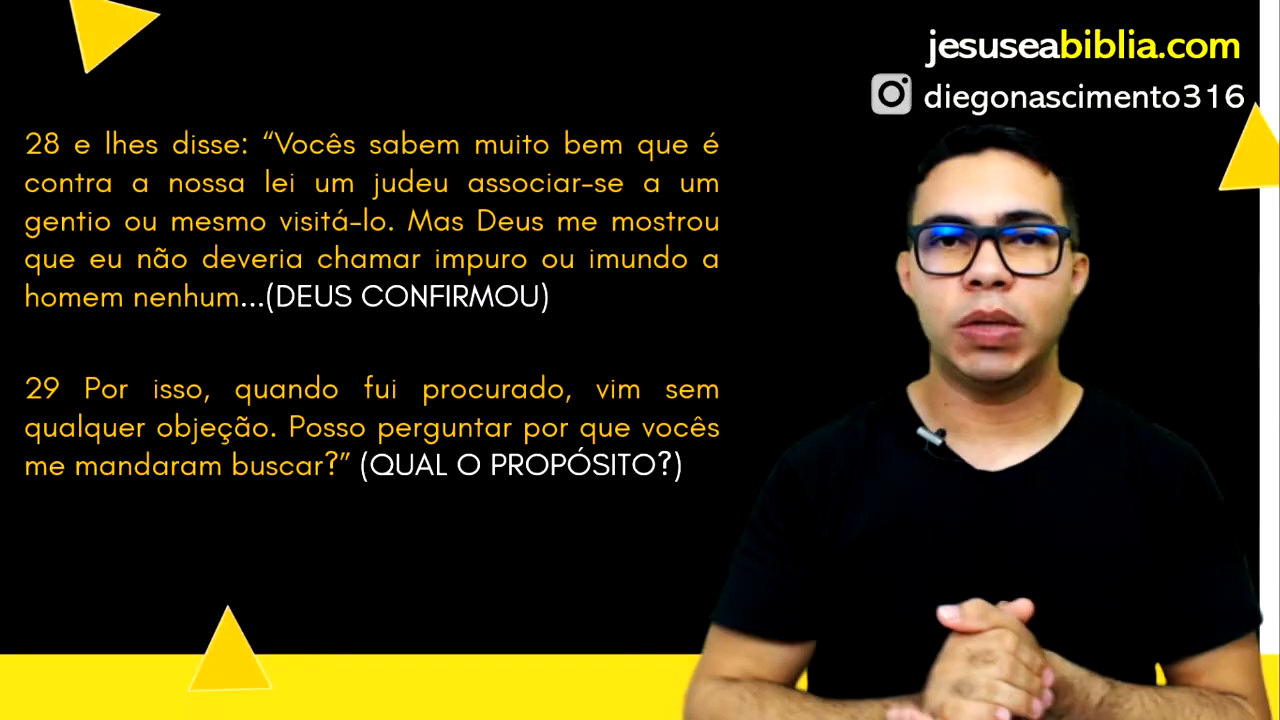 jesuseabiblia.com
diegonascimento316
28 e lhes disse: “Vocês sabem muito bem que é
contra a nossa lei um judeu associar-se a um
gentio ou mesmo visitá-lo. Mas Deus me mostrou
que eu não deveria chamar impuro ou imundo a
homem nenhum...(DEUS CONFIRMOU)
29 Por isso, quando fui procurado, vim sem
qualquer objeção. Posso perguntar por que vocês
me mandaram buscar?” (QUAL O PROPÓSITO?)